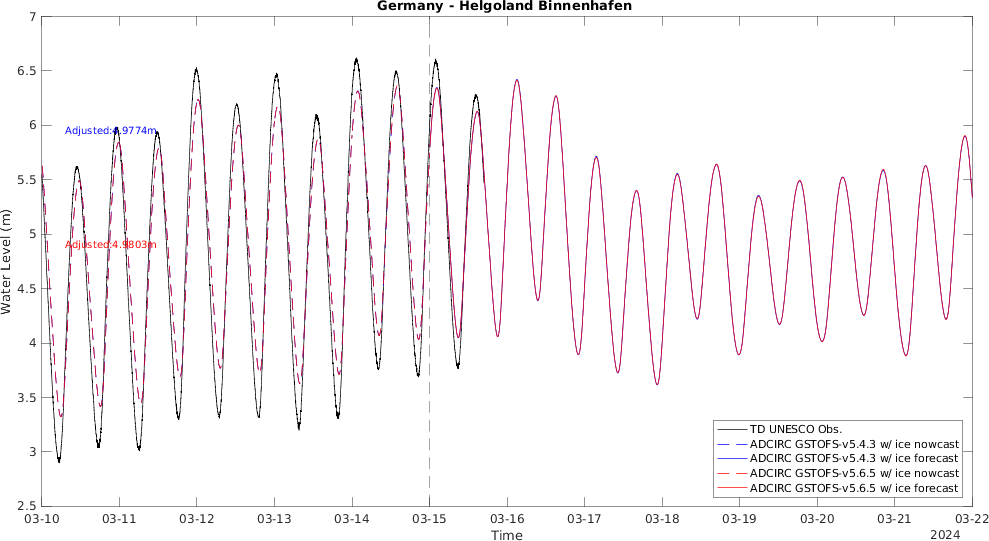 Germany - Helgoland Binnenhafen
Water Level (m)
7
6.5
6
5.5
5
4.5
4
3.5
3
2.5
Adjusted:4.9774m
Adjusted:4.9803m
TD UNESCO Obs.
ADCIRC GSTOFS-v5.4.3 w/ ice nowcast
ADCIRC GSTOFS-v5.4.3 w/ ice forecast
ADCIRC GSTOFS-v5.6.5 w/ ice nowcast
ADCIRC GSTOFS-v5.6.5 w/ ice forecast
03-10 03-11 03-12 03-13 03-14 03-15 03-16 03-17 03-18 03-19 03-20 03-21 03-22
Time
2024